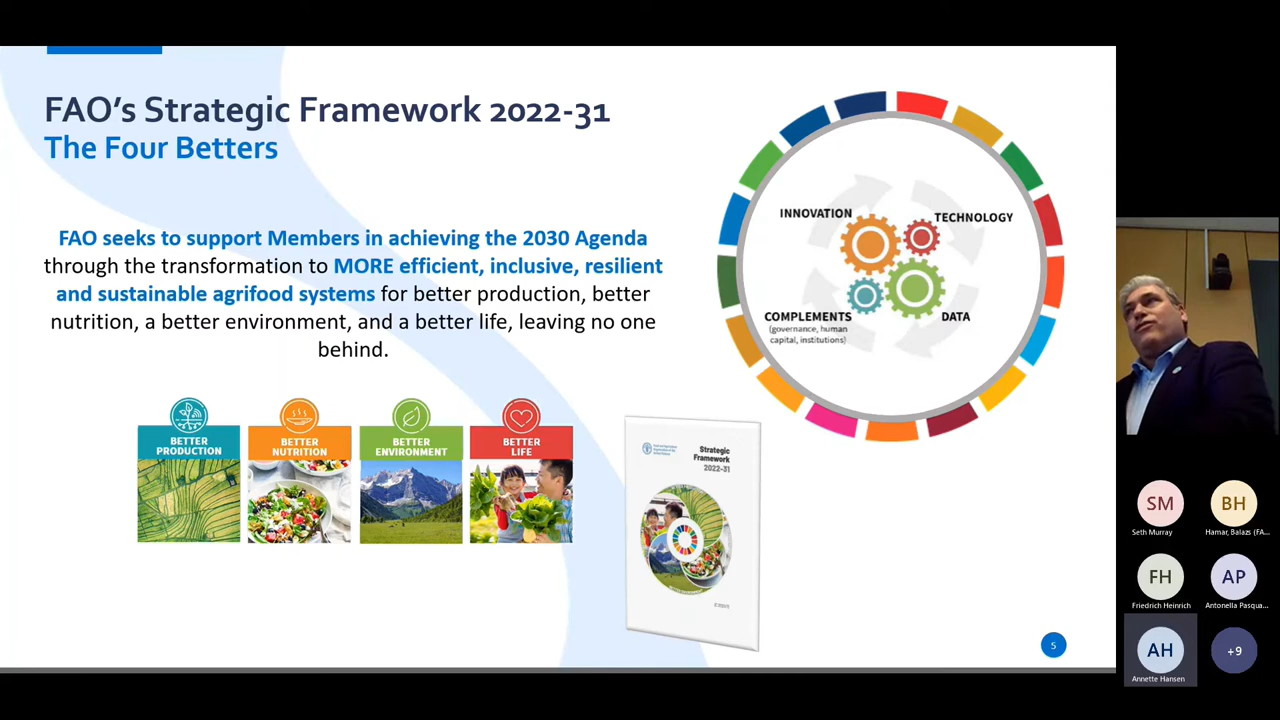 FAO's Strategic Framework 2022-31
The Four Betters
FAO seeks to support Members in achieving the 2030 Agenda
through the transformation to MORE efficient, inclusive, resilient
and sustainable agrifood systems for better production, better
nutrition, a better environment, and a better life, leaving no one
behind.
BETTER
PRODUCTION
BETTER
NUTRITION
BETTER
ENVIRONMENT
BETTER
LIFE
INNOVATION
TECHNOLOGY
COMPLEMENTS
(governance, human
capital, institutions)
DATA
Strategic
Framework
2022-31
5
SM
Seth Murray
BH
Hamar, Balazs (FA...
FH
Friedrich Heinrich
AP
Antonella Pasqua...
AH
Annette Hansen
+9